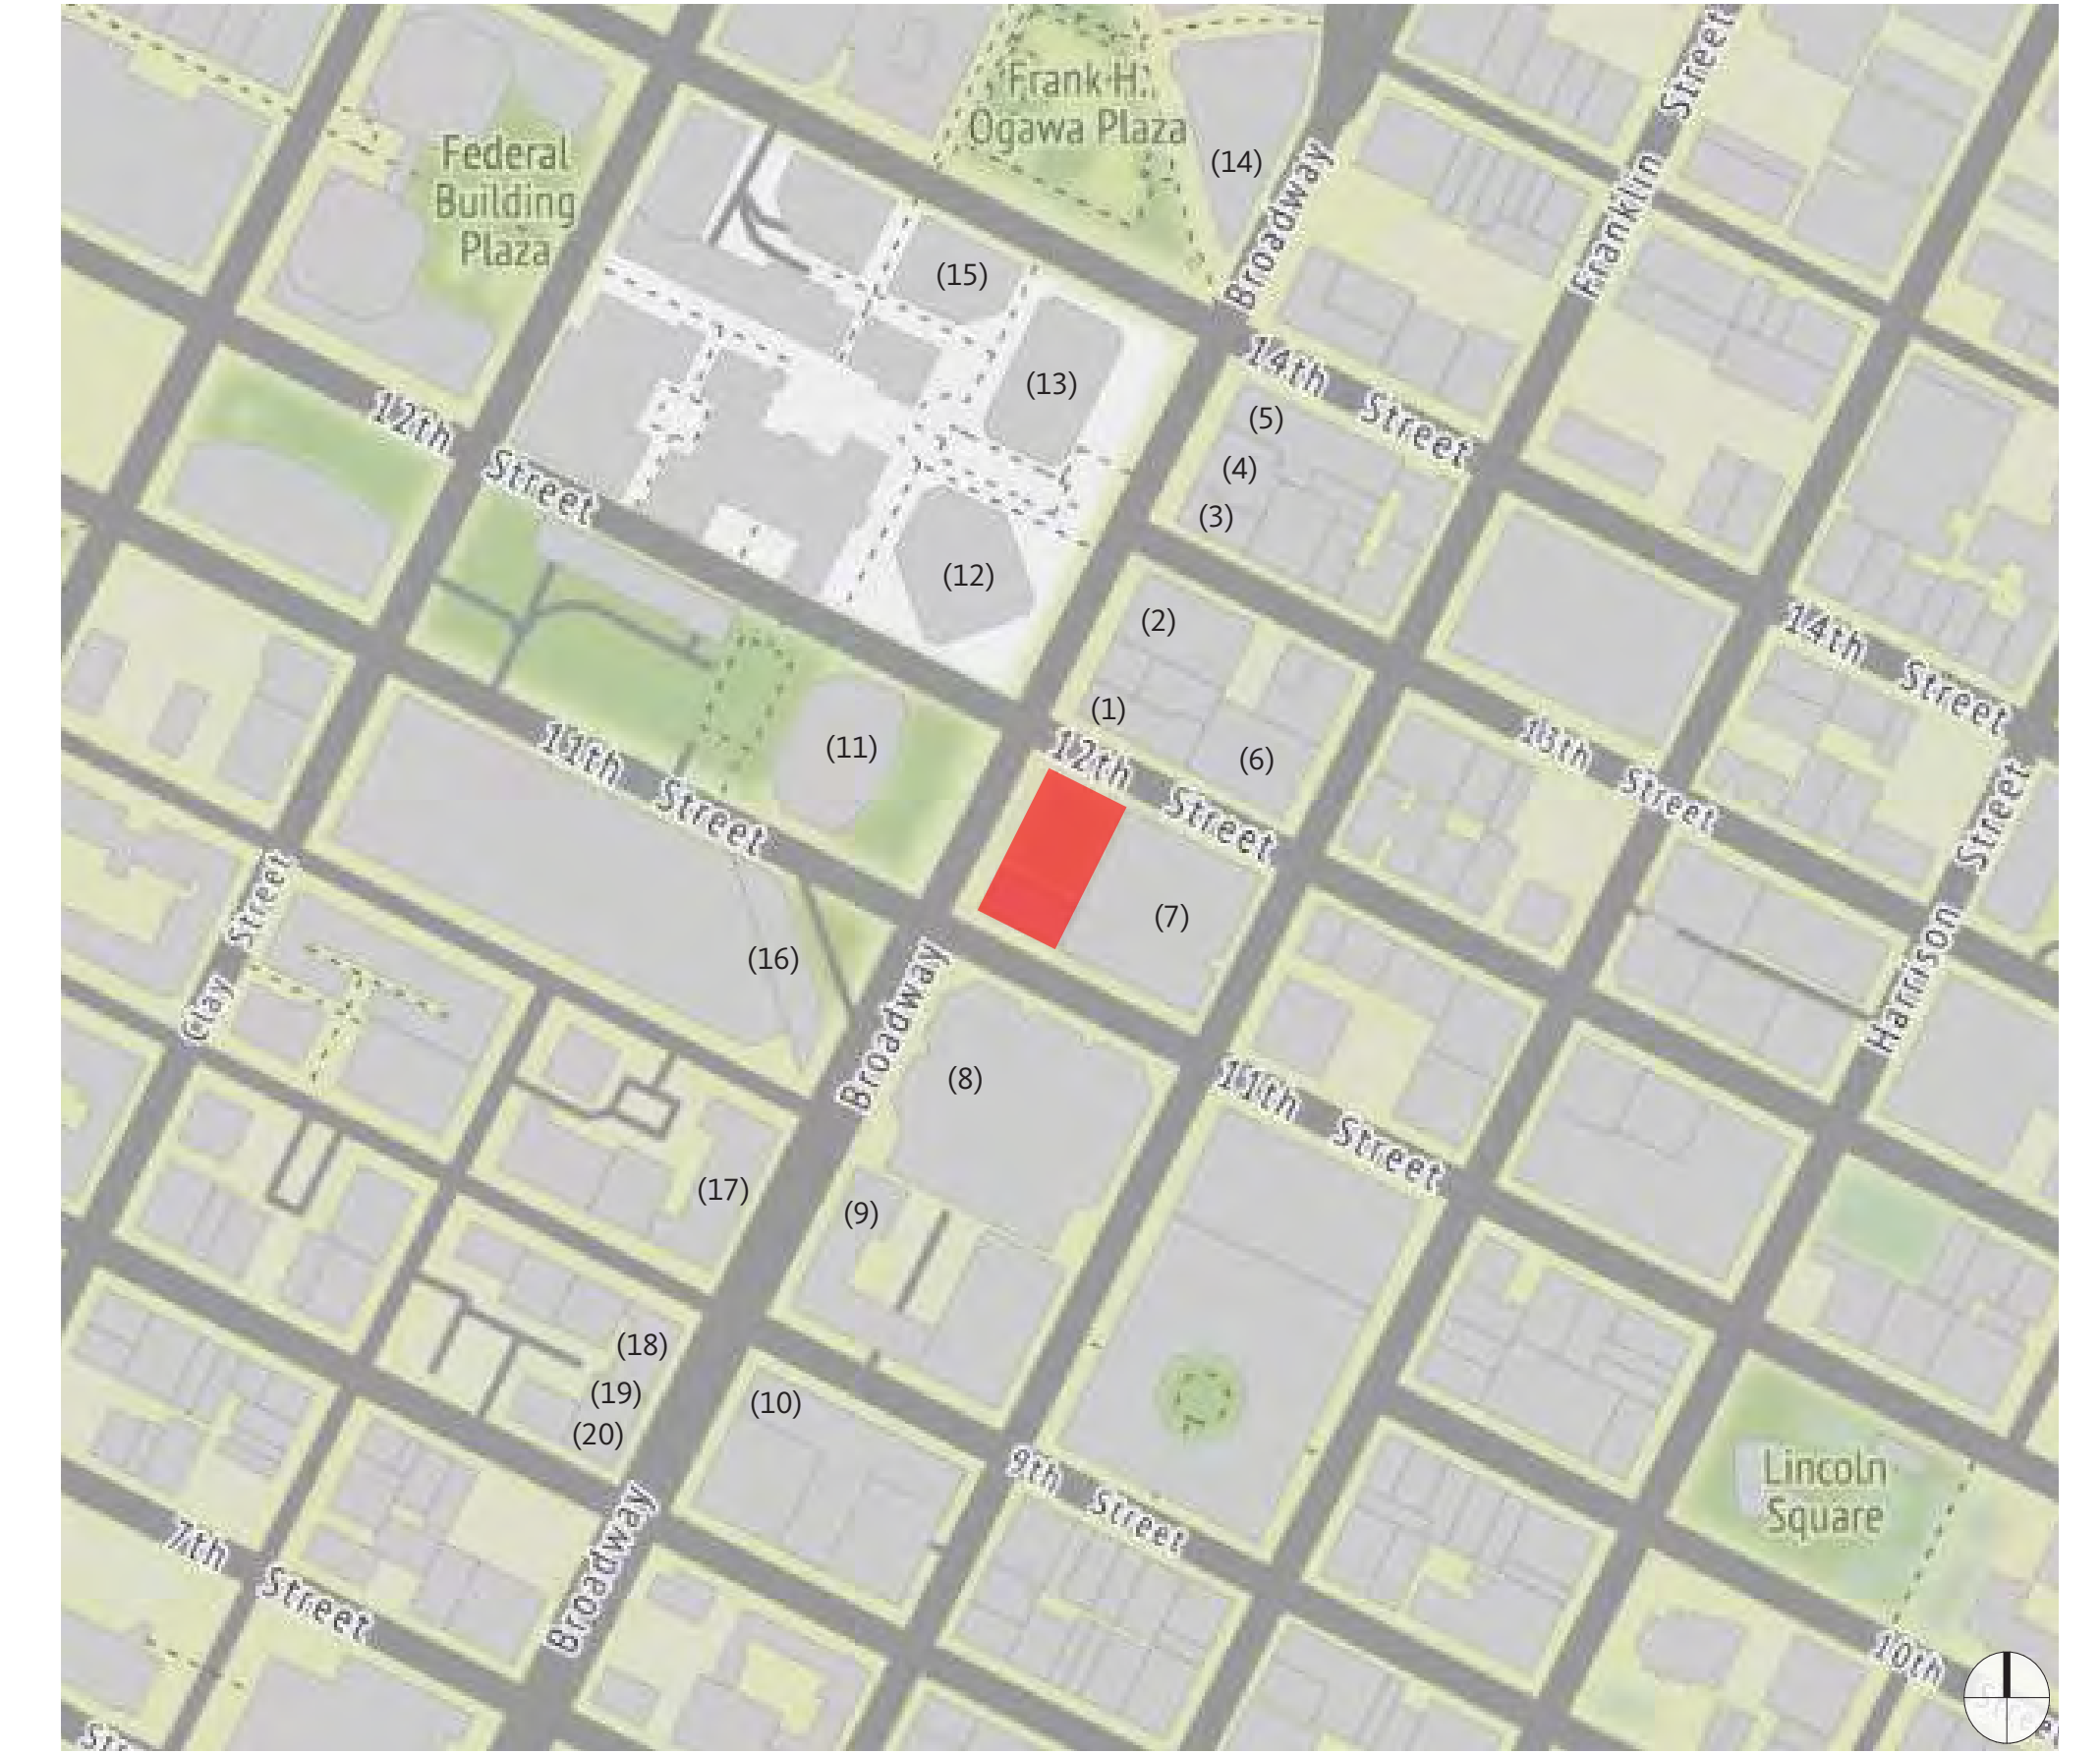 Street
Frank H.
Ogawa Plaza
Federal
Building
Plaza
(14)
Broadway
Franklin
(15)
(13)
14th Street
(5)
(4)
(3)
12th Street
(12)
(2)
14th Street
(1)
12th Street
(6)
13th Street
11th Street
(11)
(7)
Harrison Street
Clay Street
(16)
Broadway
(8)
11th Street
(17)
(9)
(18)
(19)
(20)
(10)
9th Street
Lincoln
Square
Broadway
7th Street
10th